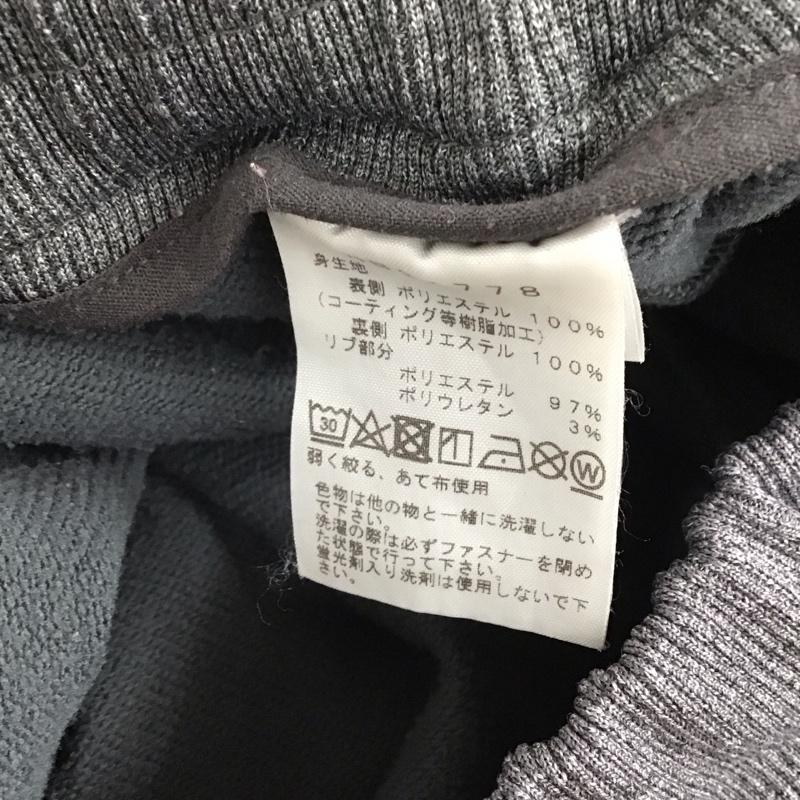 身生地 778
表側 ポリエステル 100%
(コーティング等樹脂加工)
裏側 ポリエステル 100%
リブ部分
ポリエステル 97%
ポリウレタン 3%
30 W
弱く絞る、あて布使用
色物は他の物と一緒に洗濯しない
で下さい。
洗濯の際は必ずファスナーを閉め
た状態で行って下さい。
蛍光剤入り洗剤は使用しないで下
さい。